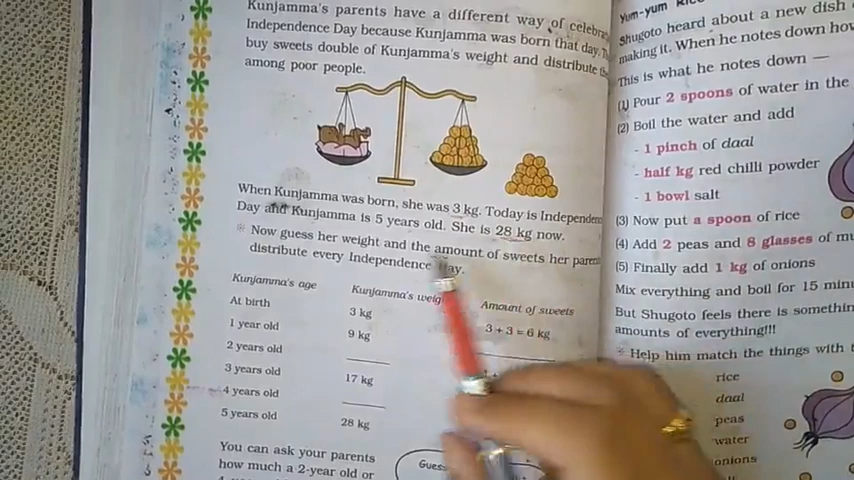 Kunjamma's parents have a different way of celebra
Independence Day because Kunjamma was born that day.
buy sweets double of Kunjamma's weight and distribute
among poor people.
When Kunjamma was born, she was 3 kg. Today is Independence
Day and Kunjamma is 5 years old. She is 28 kg now.
Now guess her weight and the amount of sweets her parent
distribute every Independence Day.
Kunjamma's age Kunjamma's weig Amount of sweets
At birth 3 kg 3 + 3 = 6 kg
1 year old 9 kg
2 years old
3 years old 17 kg
4 years old
5 years old 28 kg
You can ask your parents
how much a 2-year old or
Gues
Yum-yum Rice
Shugoto heard about a new dish
making it. When he notes down how
This is what he notes down —
(1) Pour 2 spoons of water in the
(2) Boil the water and add
- 1 pinch of daal
- half kg red chilli powder
- 1 bowl salt
(3) Now put a spoon of rice
(4) Add 2 peas and 8 glasses of
(5) Finally add 1 kg of onions
Mix everything and boil for 15 minu
But Shugoto feels there is somethin
amounts of everything!!!
Help him match the things with
rice
daal
peas
water
onions